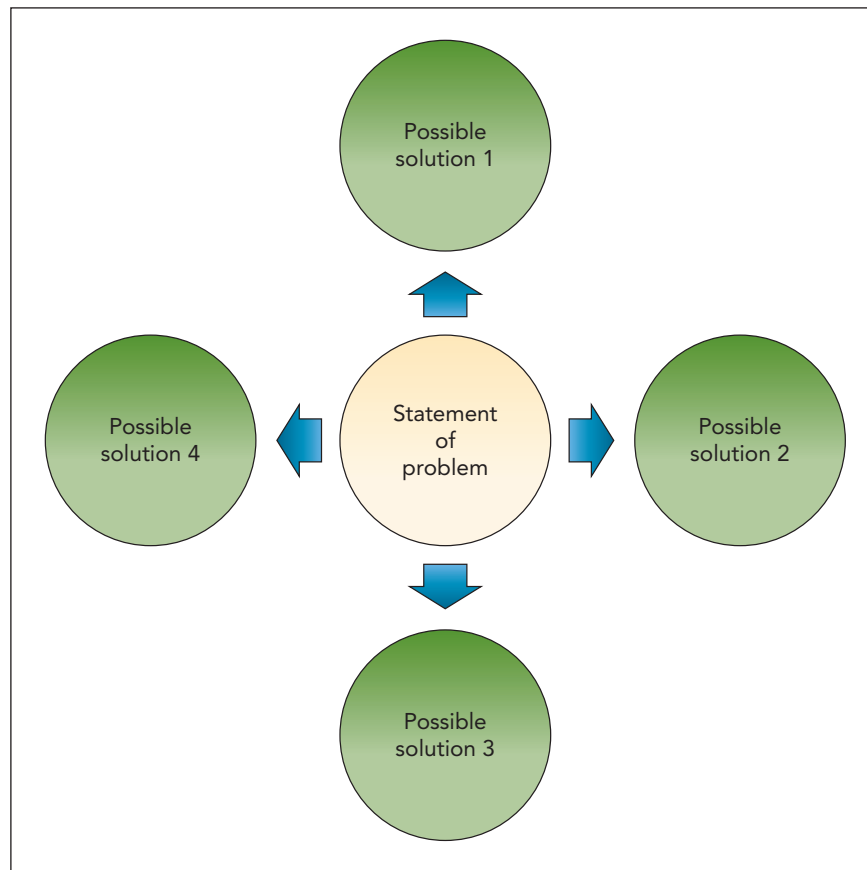 Possible
solution 1
Possible
solution 4
Statement
of
problem
Possible
solution 2
Possible
solution 3